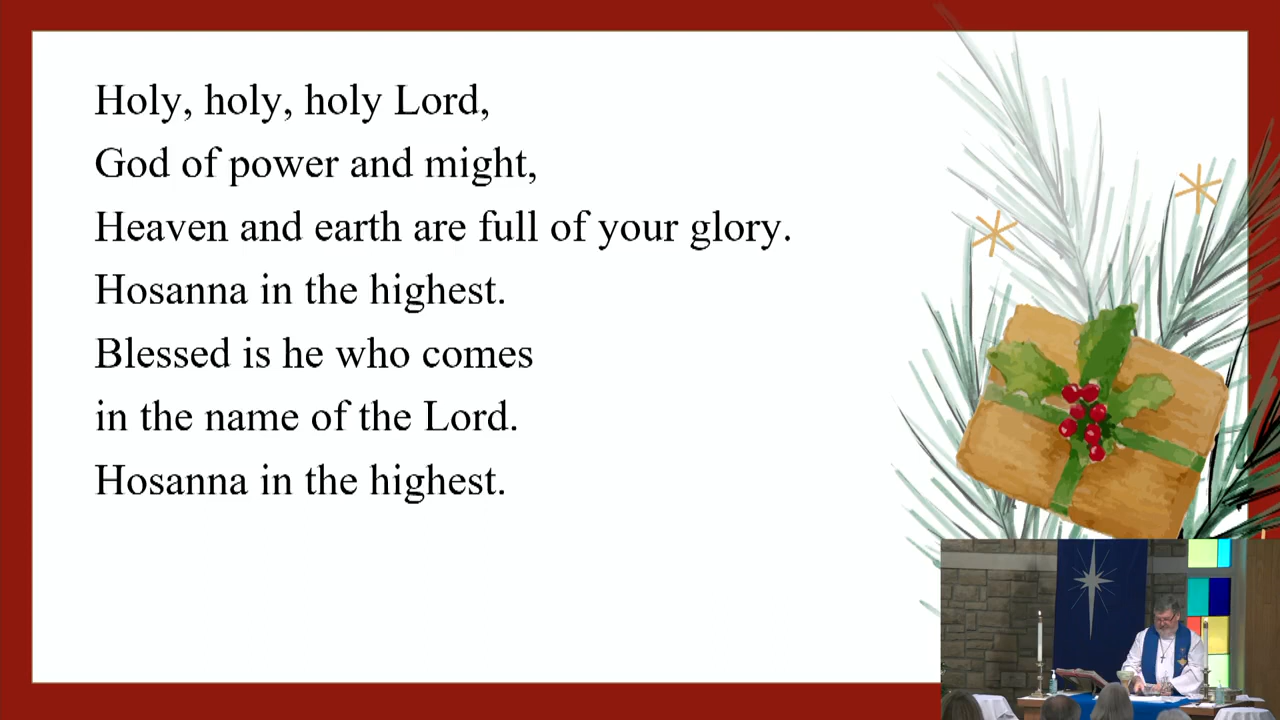 Holy, holy, holy Lord,
God of power and might,
Heaven and earth are full of your glory.
Hosanna in the highest.
Blessed is he who comes
in the name of the Lord.
Hosanna in the highest.